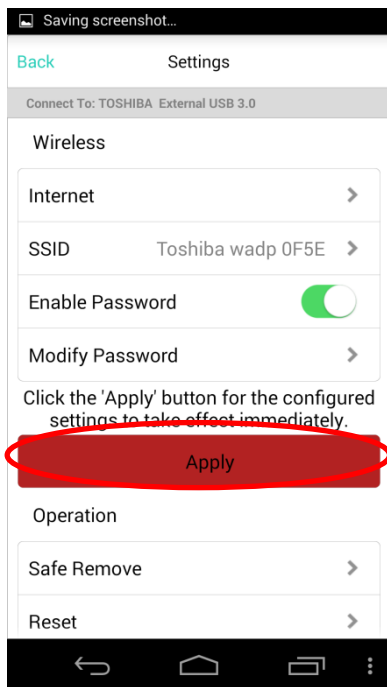 Saving screenshot...
Back Settings
Connect To: TOSHIBA External USB 3.0
Wireless
Internet
SSID Toshiba wadp 0F5E
Enable Password
Modify Password
Click the 'Apply' button for the configured
settings to take effect immediately.
Apply
Operation
Safe Remove
Reset